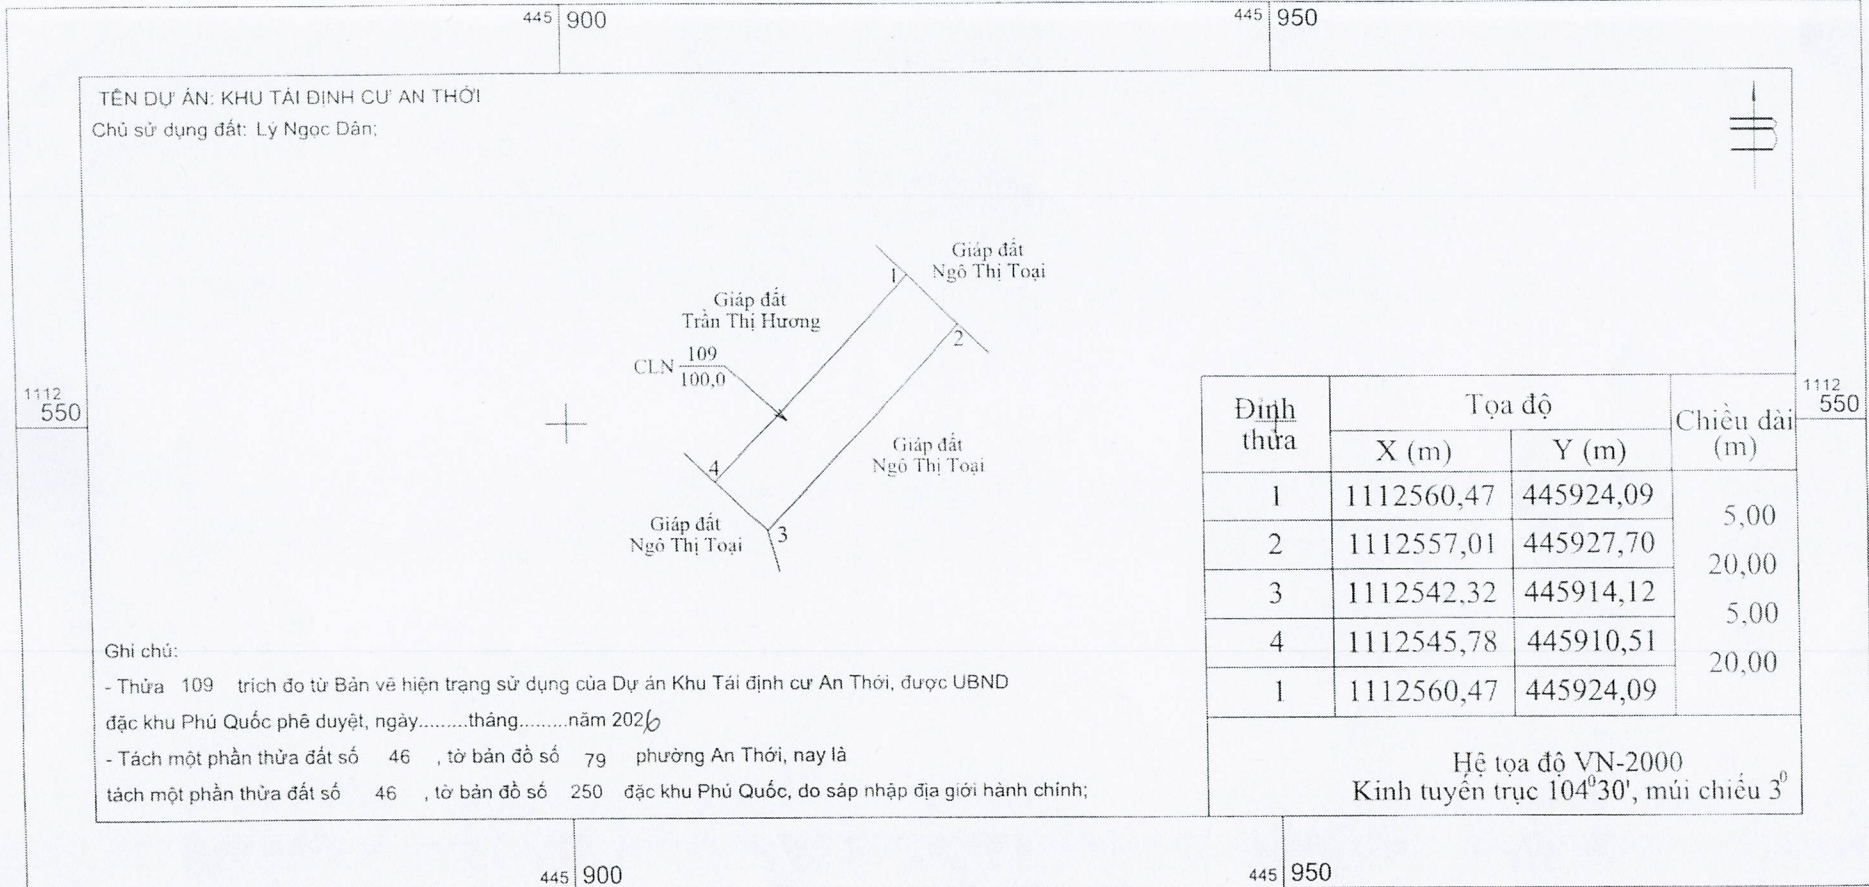 445 900
445 950
TÊN DỰ ÁN: KHU TÁI ĐỊNH CƯ AN THỚI
Chủ sử dụng đất: Lý Ngọc Dân;
Giáp đất
Ngô Thị Toại
1
Giáp đất
Trần Thị Hương
2
109
CLN
100,0
1112
550
1112
550
Giáp đất
Ngô Thị Toại
4
Giáp đất
Ngô Thị Toại
3
Đỉnh thửa Tọa độ Chiều dài (m)
X (m) Y (m)
1 1112560,47 445924,09
5,00
2 1112557,01 445927,70
20,00
3 1112542,32 445914,12
5,00
4 1112545,78 445910,51
20,00
1 1112560,47 445924,09
Hệ tọa độ VN-2000
Kinh tuyến trục 104⁰30', múi chiếu 3⁰
Ghi chú:
- Thửa 109 trích đo từ Bản vẽ hiện trạng sử dụng của Dự án Khu Tái định cư An Thới, được UBND
đặc khu Phú Quốc phê duyệt, ngày.........tháng.........năm 2026
- Tách một phần thửa đất số 46 , tờ bản đồ số 79 phường An Thới, nay là
tách một phần thửa đất số 46 , tờ bản đồ số 250 đặc khu Phú Quốc, do sáp nhập địa giới hành chính;
445 900
445 950